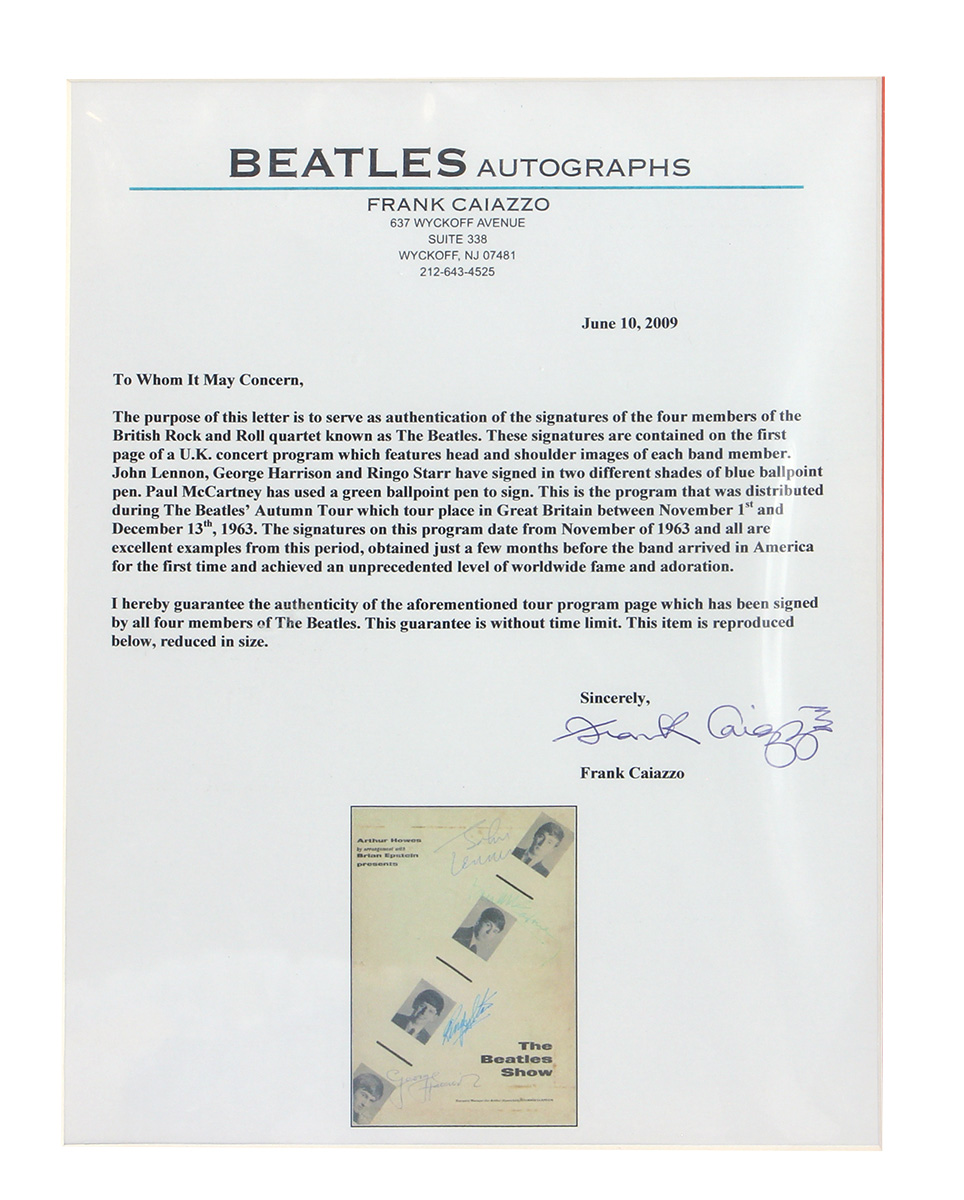 BEATLES AUTOGRAPHS
FRANK CAIAZZO
637 WYCKOFF AVENUE
SUITE 338
WYCKOFF, NJ 07481
212-643-4525
June 10, 2009
To Whom It May Concern,
The purpose of this letter is to serve as authentication of the signatures of the four members of the
British Rock and Roll quartet known as The Beatles. These signatures are contained on the first
page of a U.K. concert program which features head and shoulder images of each band member.
John Lennon, George Harrison and Ringo Starr have signed in two different shades of blue ballpoint
pen. Paul McCartney has used a green ballpoint pen to sign. This is the program that was distributed
during The Beatles' Autumn Tour which tour place in Great Britain between November 1st and
December 13th, 1963. The signatures on this program date from November of 1963 and all are
excellent examples from this period, obtained just a few months before the band arrived in America
for the first time and achieved an unprecedented level of worldwide fame and adoration.
I hereby guarantee the authenticity of the aforementioned tour program page which has been signed
by all four members of The Beatles. This guarantee is without time limit. This item is reproduced
below, reduced in size.
Sincerely,
Frank Caiazzo
Frank Caiazzo
Arthur Howes
by arrangement with
Brian Epstein
presents
John
Lennon
The
Beatles
Show
George